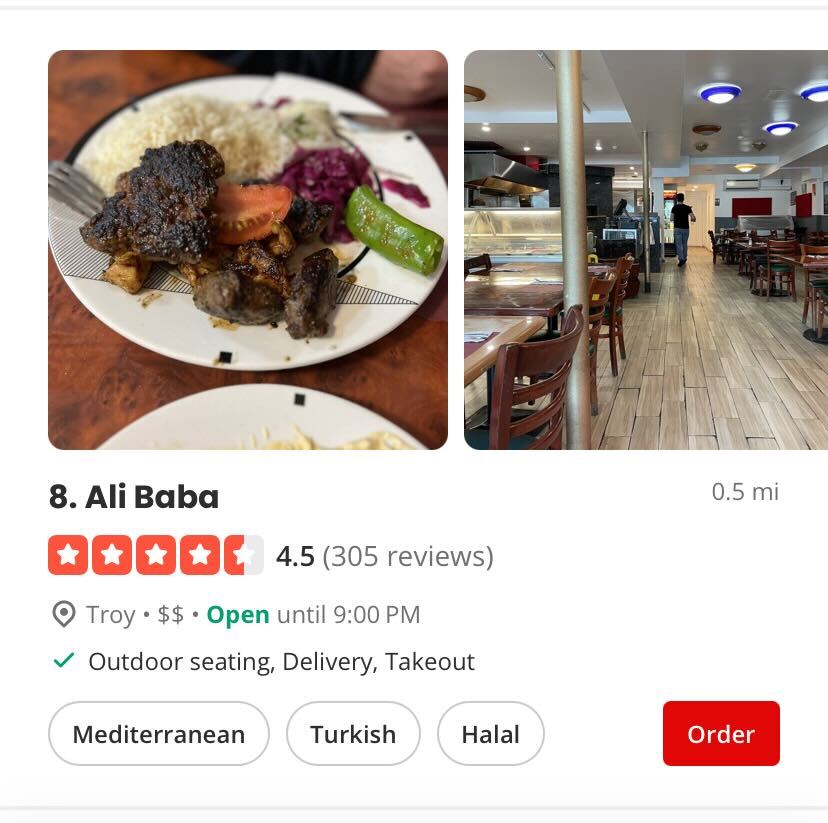 8. Ali Baba
0.5 mi
4.5 (305 reviews)
Troy • $$ • Open until 9:00 PM
Outdoor seating, Delivery, Takeout
Mediterranean
Turkish
Halal
Order